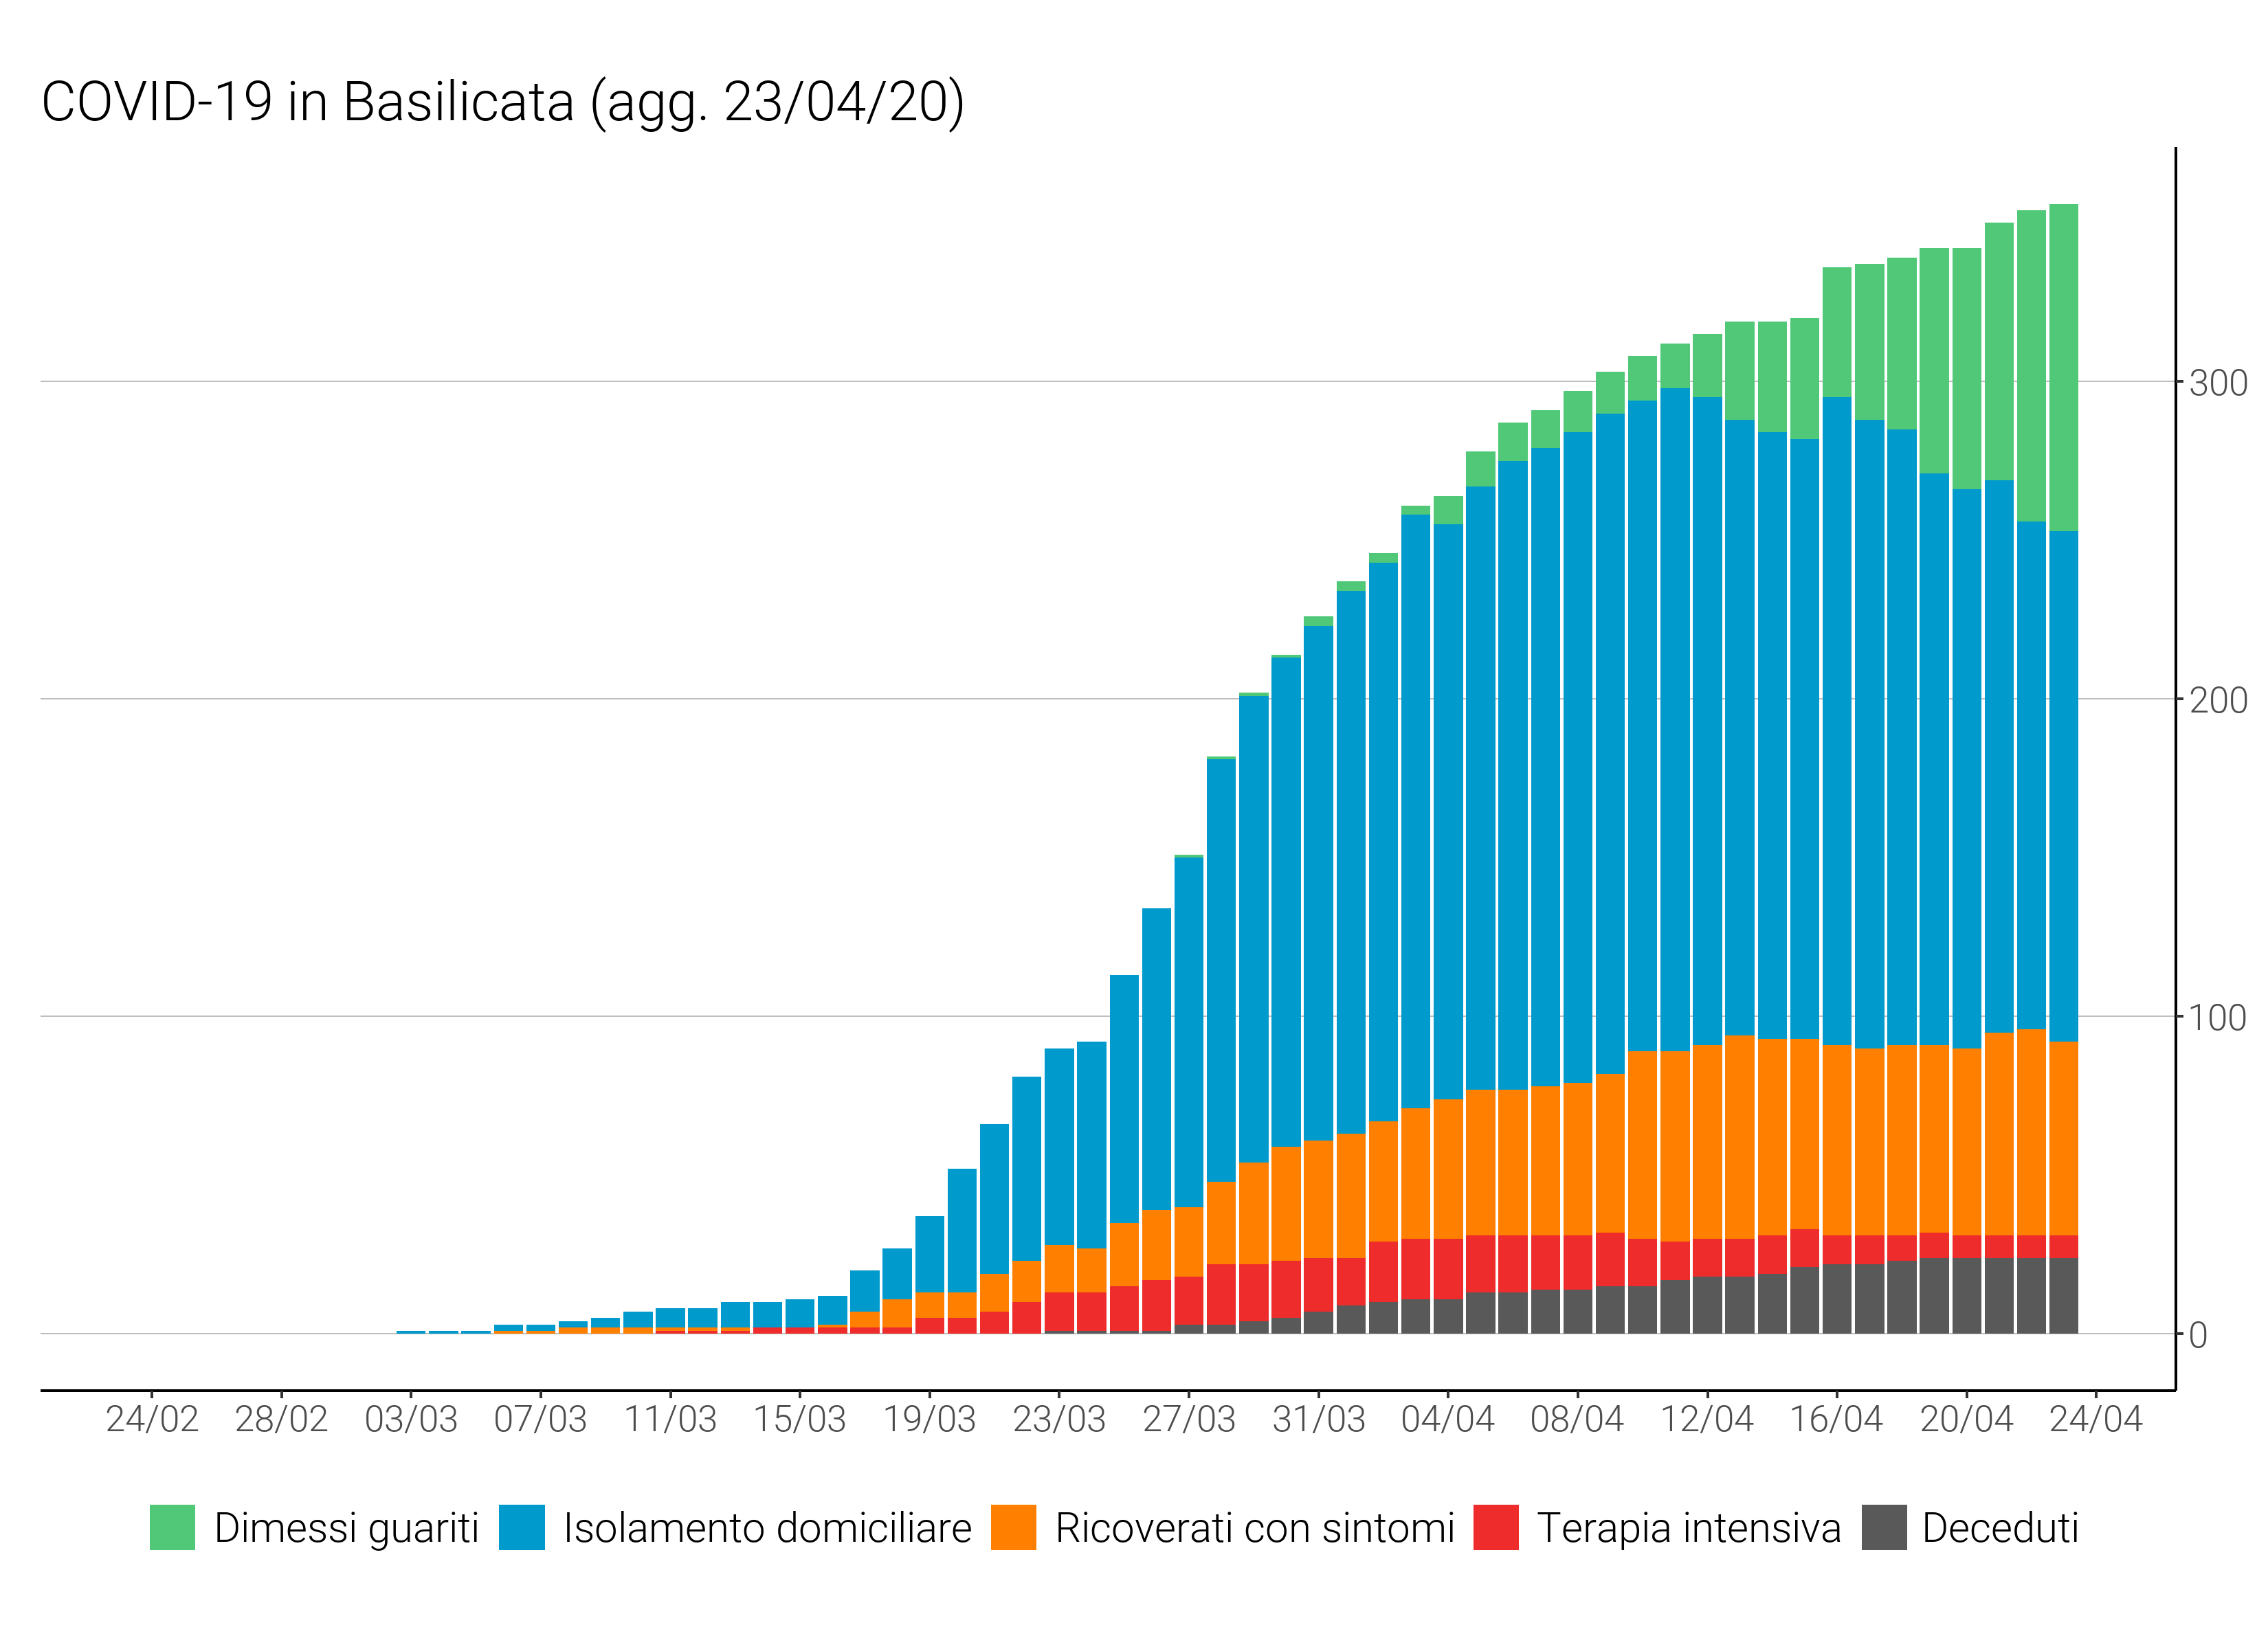 COVID-19 in Basilicata (agg. 23/04/20)
300
200
100
0
24/02 28/02 03/03 07/03 11/03 15/03 19/03 23/03 27/03 31/03 04/04 08/04 12/04 16/04 20/04 24/04
Dimessi guariti Isolamento domiciliare Ricoverati con sintomi Terapia intensiva Deceduti